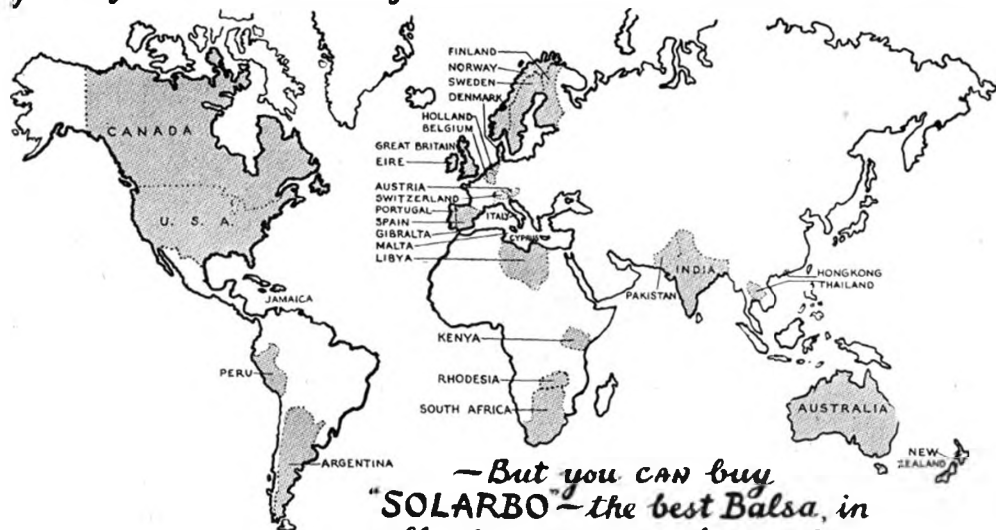 FINLAND
NORWAY
SWEDEN
DENMARK
HOLLAND
BELGIUM
GREAT BRITAIN
EIRE
CANADA
U. S. A.
AUSTRIA
SWITZERLAND
PORTUGAL
SPAIN
GIBRALTA
MALTA
LIBYA
ITALY
CYPRUS
INDIA
PAKISTAN
HONGKONG
THAILAND
JAMAICA
KENYA
PERU
RHODESIA
SOUTH AFRICA
AUSTRALIA
ARGENTINA
NEW
ZEALAND
—But you CAN buy
"SOLARBO"—the best Balsa, in